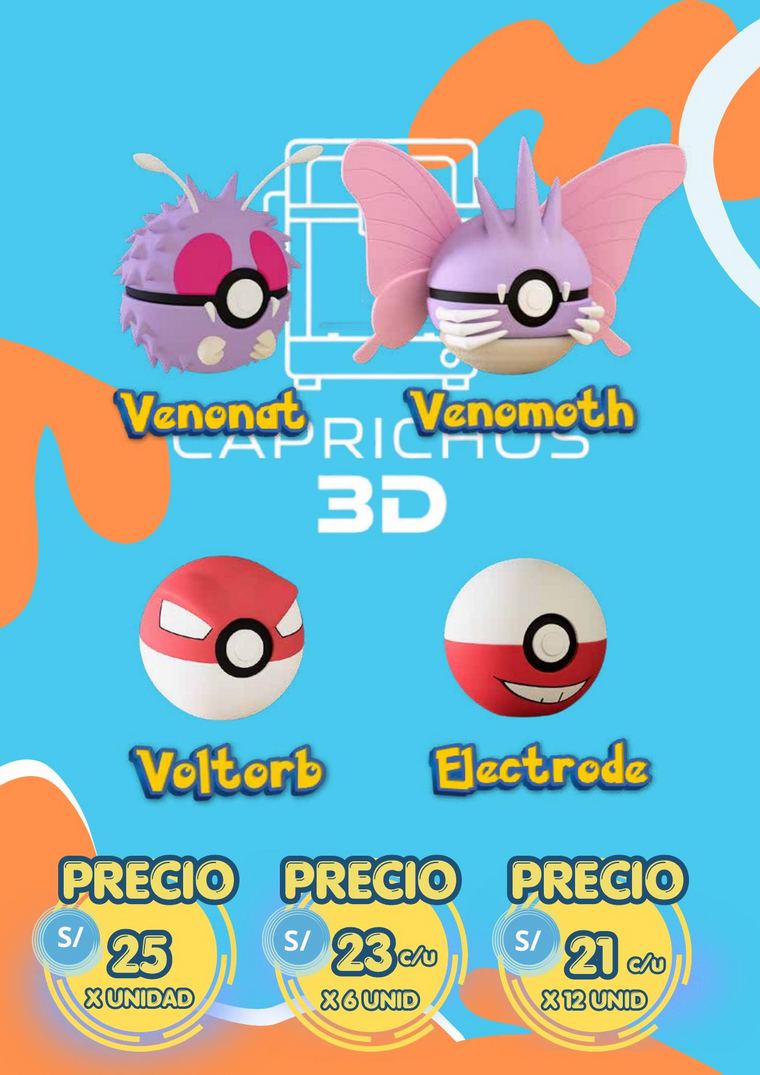 Venonat
Venomoth
CAPRICHOS
3D
Voltorb
Electrode
PRECIO
S/ 25
X UNIDAD
PRECIO
S/ 23 c/u
X 6 UNID
PRECIO
S/ 21 c/u
X 12 UNID